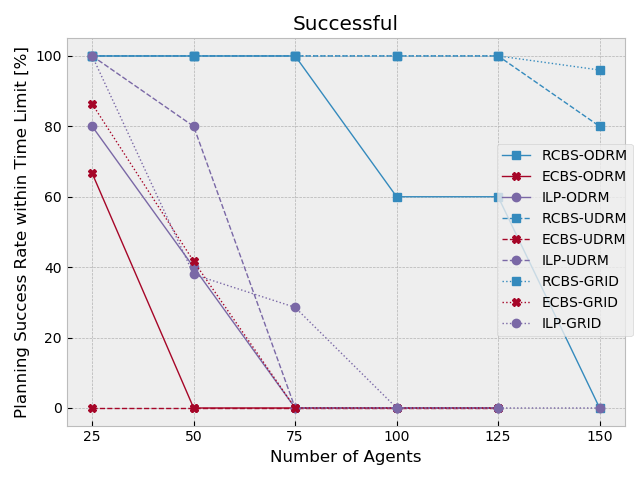 Successful
Planning Success Rate within Time Limit [%]
100
80
60
40
20
0
RCBS-ODRM
ECBS-ODRM
ILP-ODRM
RCBS-UDRM
ECBS-UDRM
ILP-UDRM
RCBS-GRID
ECBS-GRID
ILP-GRID
25 50 75 100 125 150
Number of Agents